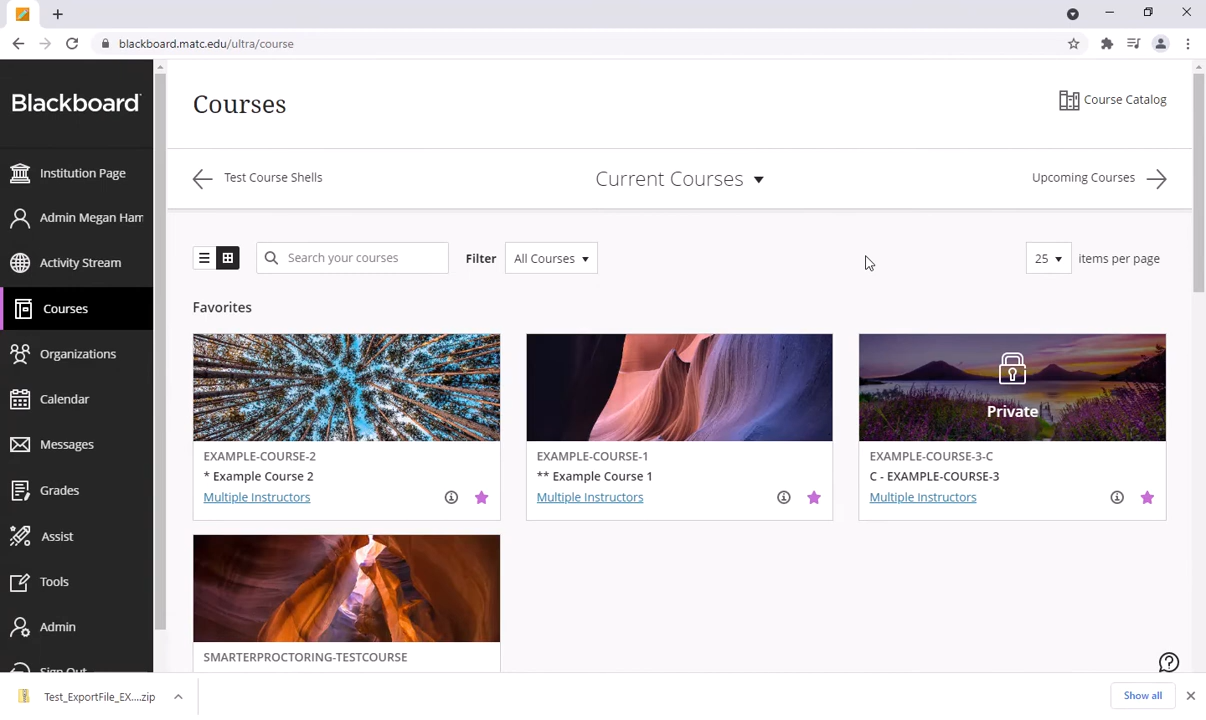 blackboard.matc.edu/ultra/course
Blackboard
Institution Page
Admin Megan Ham
Activity Stream
Courses
Organizations
Calendar
Messages
Grades
Assist
Tools
Admin
Sign Out
Courses
Course Catalog
Test Course Shells
Current Courses
Upcoming Courses
Search your courses
Filter
All Courses
25
items per page
Favorites
EXAMPLE-COURSE-2
* Example Course 2
Multiple Instructors
EXAMPLE-COURSE-1
** Example Course 1
Multiple Instructors
Private
EXAMPLE-COURSE-3-C
C - EXAMPLE-COURSE-3
Multiple Instructors
SMARTERPROCTORING-TESTCOURSE
Test_ExportFile_EX....zip
Show all